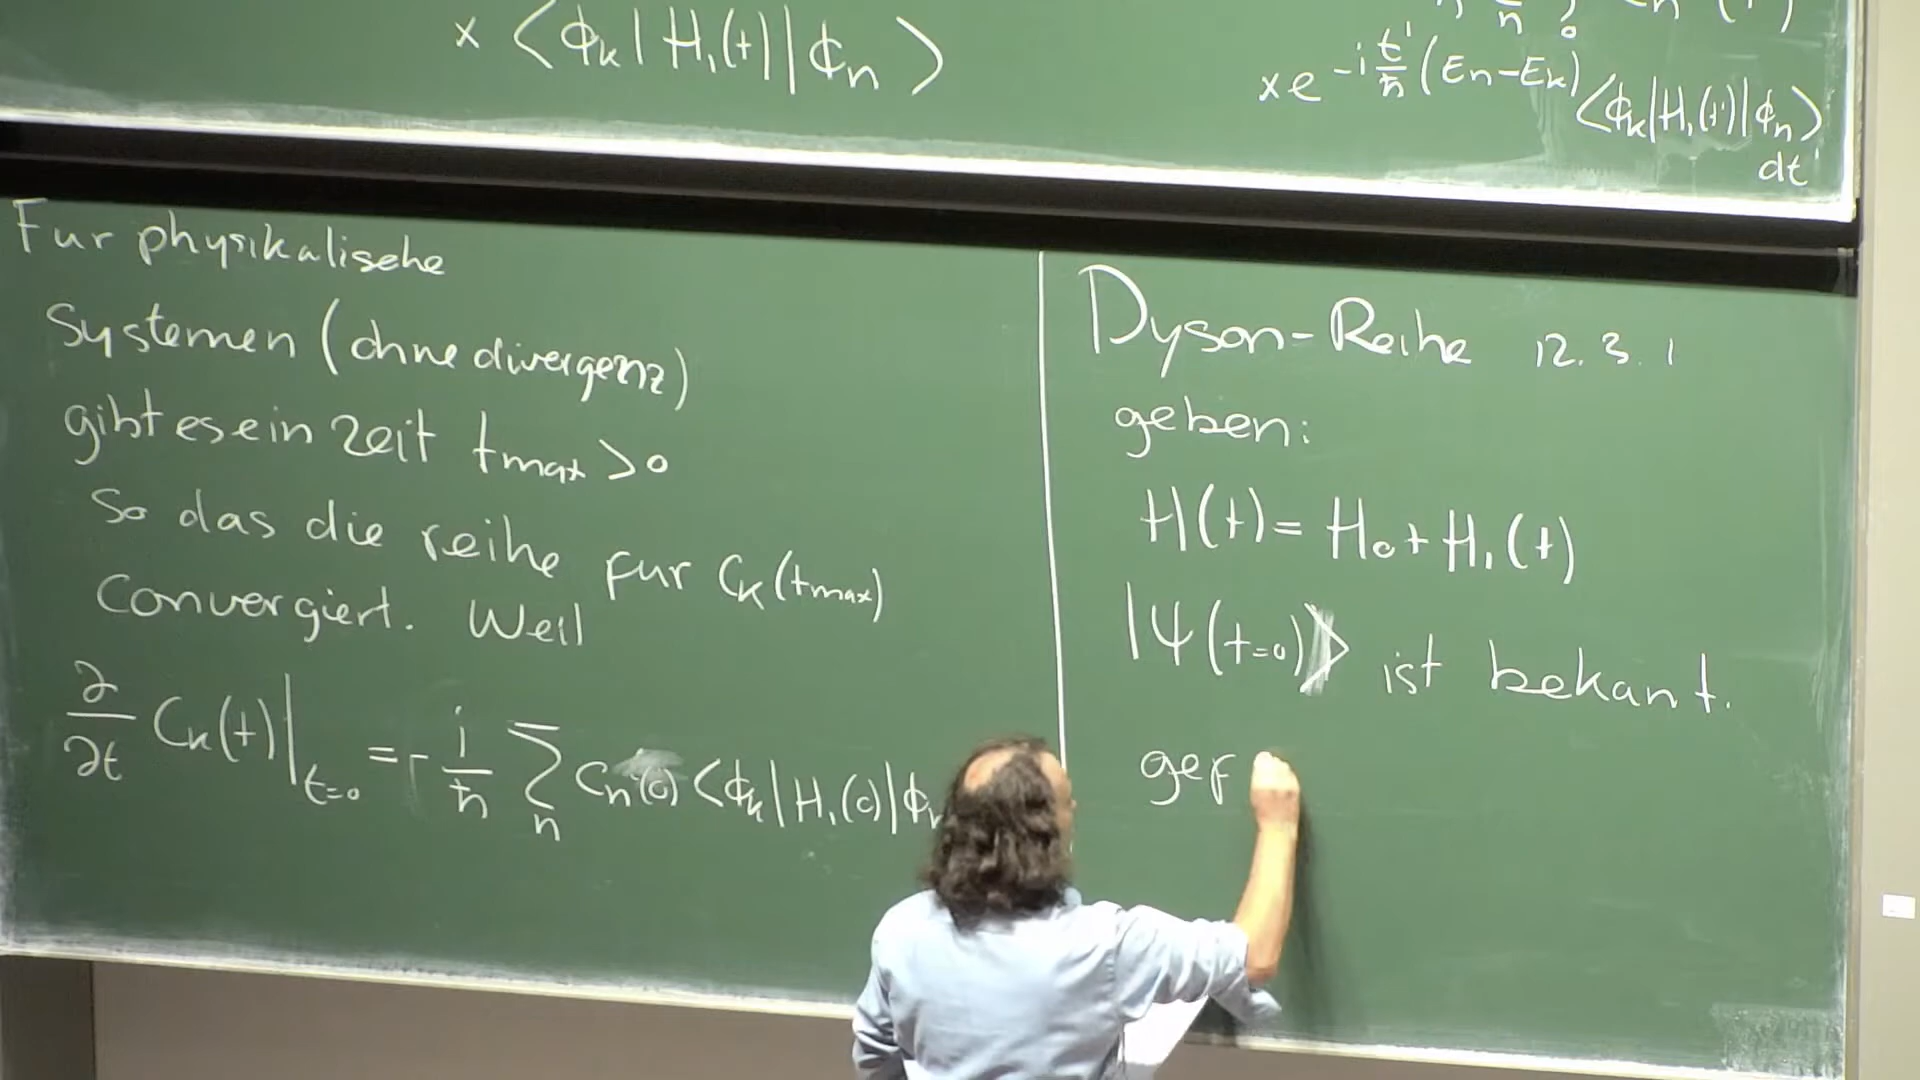 x ⟨ϕk|H₁(t)|ϕn⟩
x e^{-i t'/ħ (En-Ek)} ⟨ϕk|H₁(t')|ϕn⟩
dt'
Fur physikalische
Systemen (ohne divergenz)
gibt es ein zeit tmax >0
So das die reihe fur Ck(tmax)
Convergiert. Weil
∂/∂t Ck(t)|t=0 = - i/ħ ∑n Cn(0) <ϕk|H₁(0)|ϕn
Dyson-Reihe 12.3.1
geben:
H(t)= H₀+H₁(t)
|ψ(t=0)⟩ ist bekant.
gef